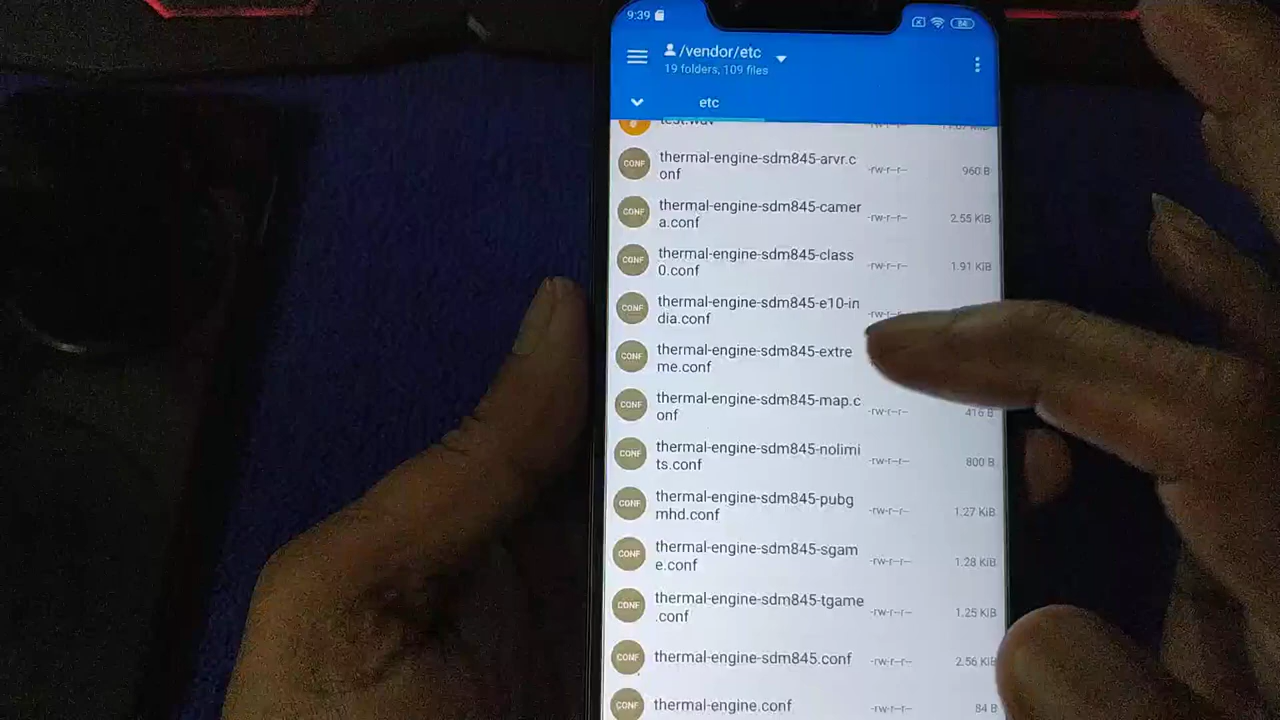 9:39
84
/vendor/etc
19 folders, 109 files
etc
test.wav
CONF thermal-engine-sdm845-arvr.c
onf
-rw-r--r-- 960 B
CONF thermal-engine-sdm845-camer
a.conf
-rw-r--r-- 2.55 KiB
CONF thermal-engine-sdm845-class
0.conf
-rw-r--r-- 1.91 KiB
CONF thermal-engine-sdm845-e10-in
dia.conf
CONF thermal-engine-sdm845-extre
me.conf
CONF thermal-engine-sdm845-map.c
onf
-rw-r--r-- 416 B
CONF thermal-engine-sdm845-nolimi
ts.conf
-rw-r--r-- 800 B
CONF thermal-engine-sdm845-pubg
mhd.conf
-rw-r--r-- 1.27 KiB
CONF thermal-engine-sdm845-sgam
e.conf
-rw-r--r-- 1.28 KiB
CONF thermal-engine-sdm845-tgame
.conf
-rw-r--r-- 1.25 KiB
CONF thermal-engine-sdm845.conf -rw-r--r-- 2.56 KiB
CONF thermal-engine.conf -rw-r--r-- 84 B